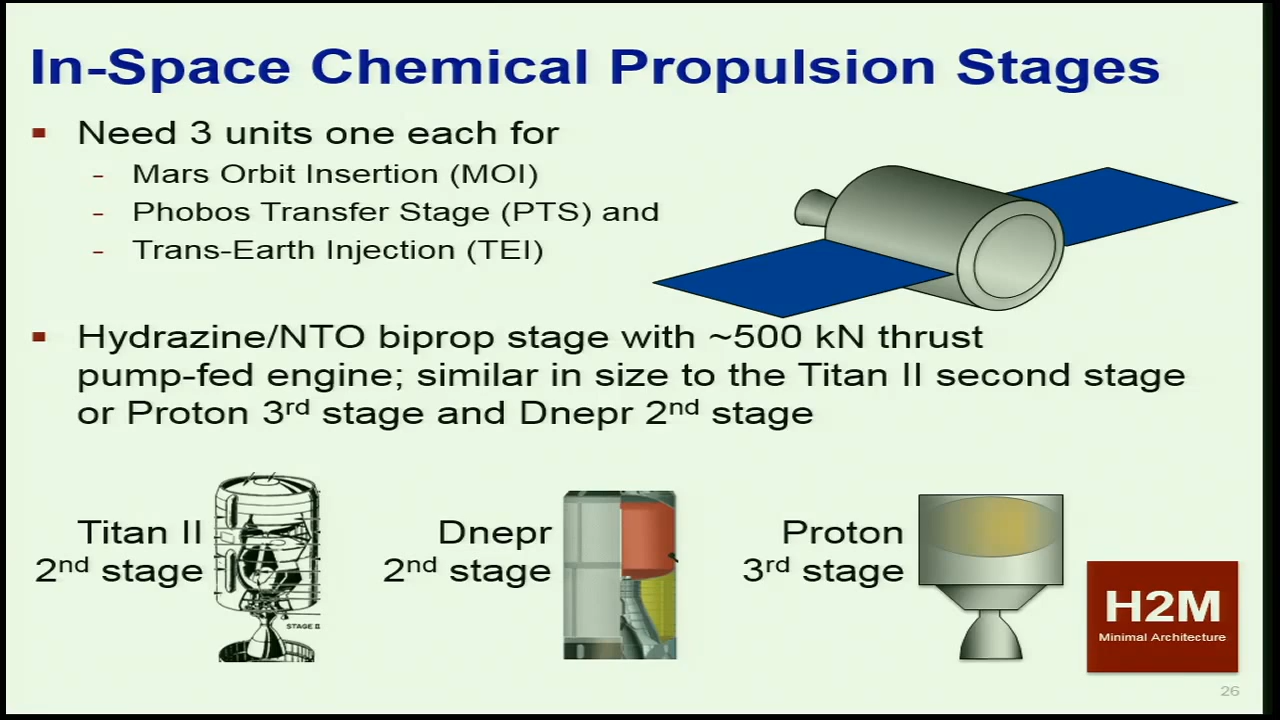 In-Space Chemical Propulsion Stages
▪ Need 3 units one each for
- Mars Orbit Insertion (MOI)
- Phobos Transfer Stage (PTS) and
- Trans-Earth Injection (TEI)
▪ Hydrazine/NTO biprop stage with ~500 kN thrust
pump-fed engine; similar in size to the Titan II second stage
or Proton 3rd stage and Dnepr 2nd stage
Titan II
2nd stage
STAGE II
Dnepr
2nd stage
Proton
3rd stage
H2M
Minimal Architecture
26